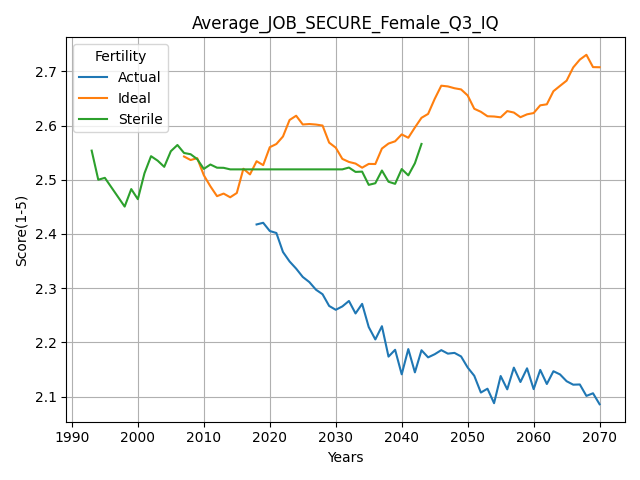 Average_JOB_SECURE_Female_Q3_IQ
Fertility
Actual
Ideal
Sterile
Score(1-5)
2.7
2.6
2.5
2.4
2.3
2.2
2.1
1990 2000 2010 2020 2030 2040 2050 2060 2070
Years